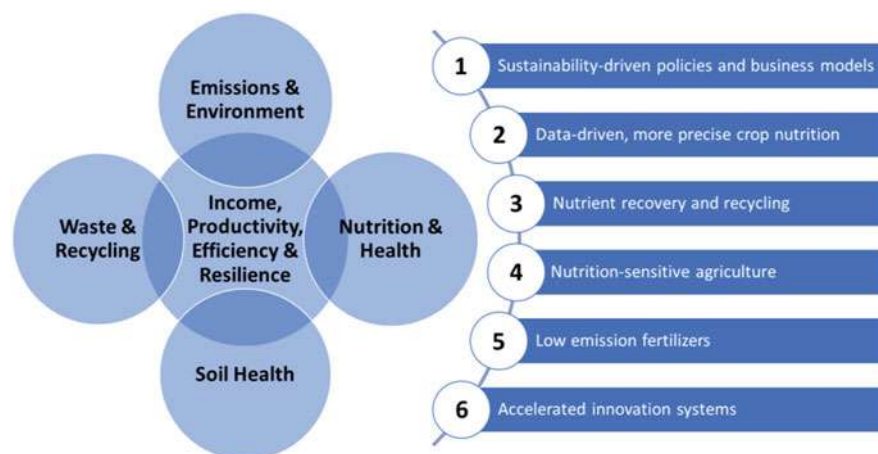 Emissions &
Environment
Waste &
Recycling
Income,
Productivity,
Efficiency &
Resilience
Nutrition &
Health
Soil Health
1 Sustainability-driven policies and business models
2 Data-driven, more precise crop nutrition
3 Nutrient recovery and recycling
4 Nutrition-sensitive agriculture
5 Low emission fertilizers
6 Accelerated innovation systems